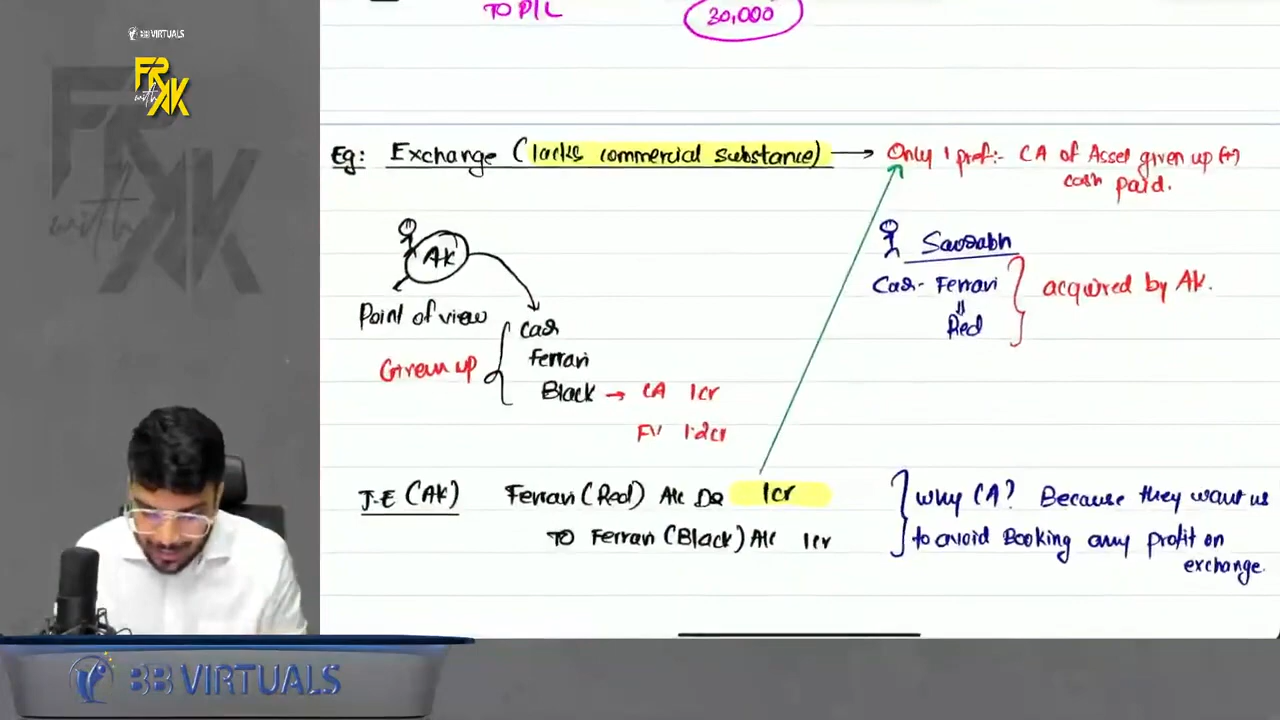 TO P/L 30,000
BB VIRTUALS
FR
with
AK
Eg: Exchange (lacks commercial substance) → Only 1 pref:- CA of Asset given up (+)
cash paid.
AK
Saurabh
Point of view
Car- Ferrari
acquired by AK.
Red
Car
Given up
Ferrari
Black → CA 1cr
FV 1.2cr
J.E (AK)
Ferrari (Red) A/c Dr 1cr
TO Ferrari (Black) A/c 1cr
Why CA? Because they want us
to avoid Booking any profit on
exchange.
BB VIRTUALS